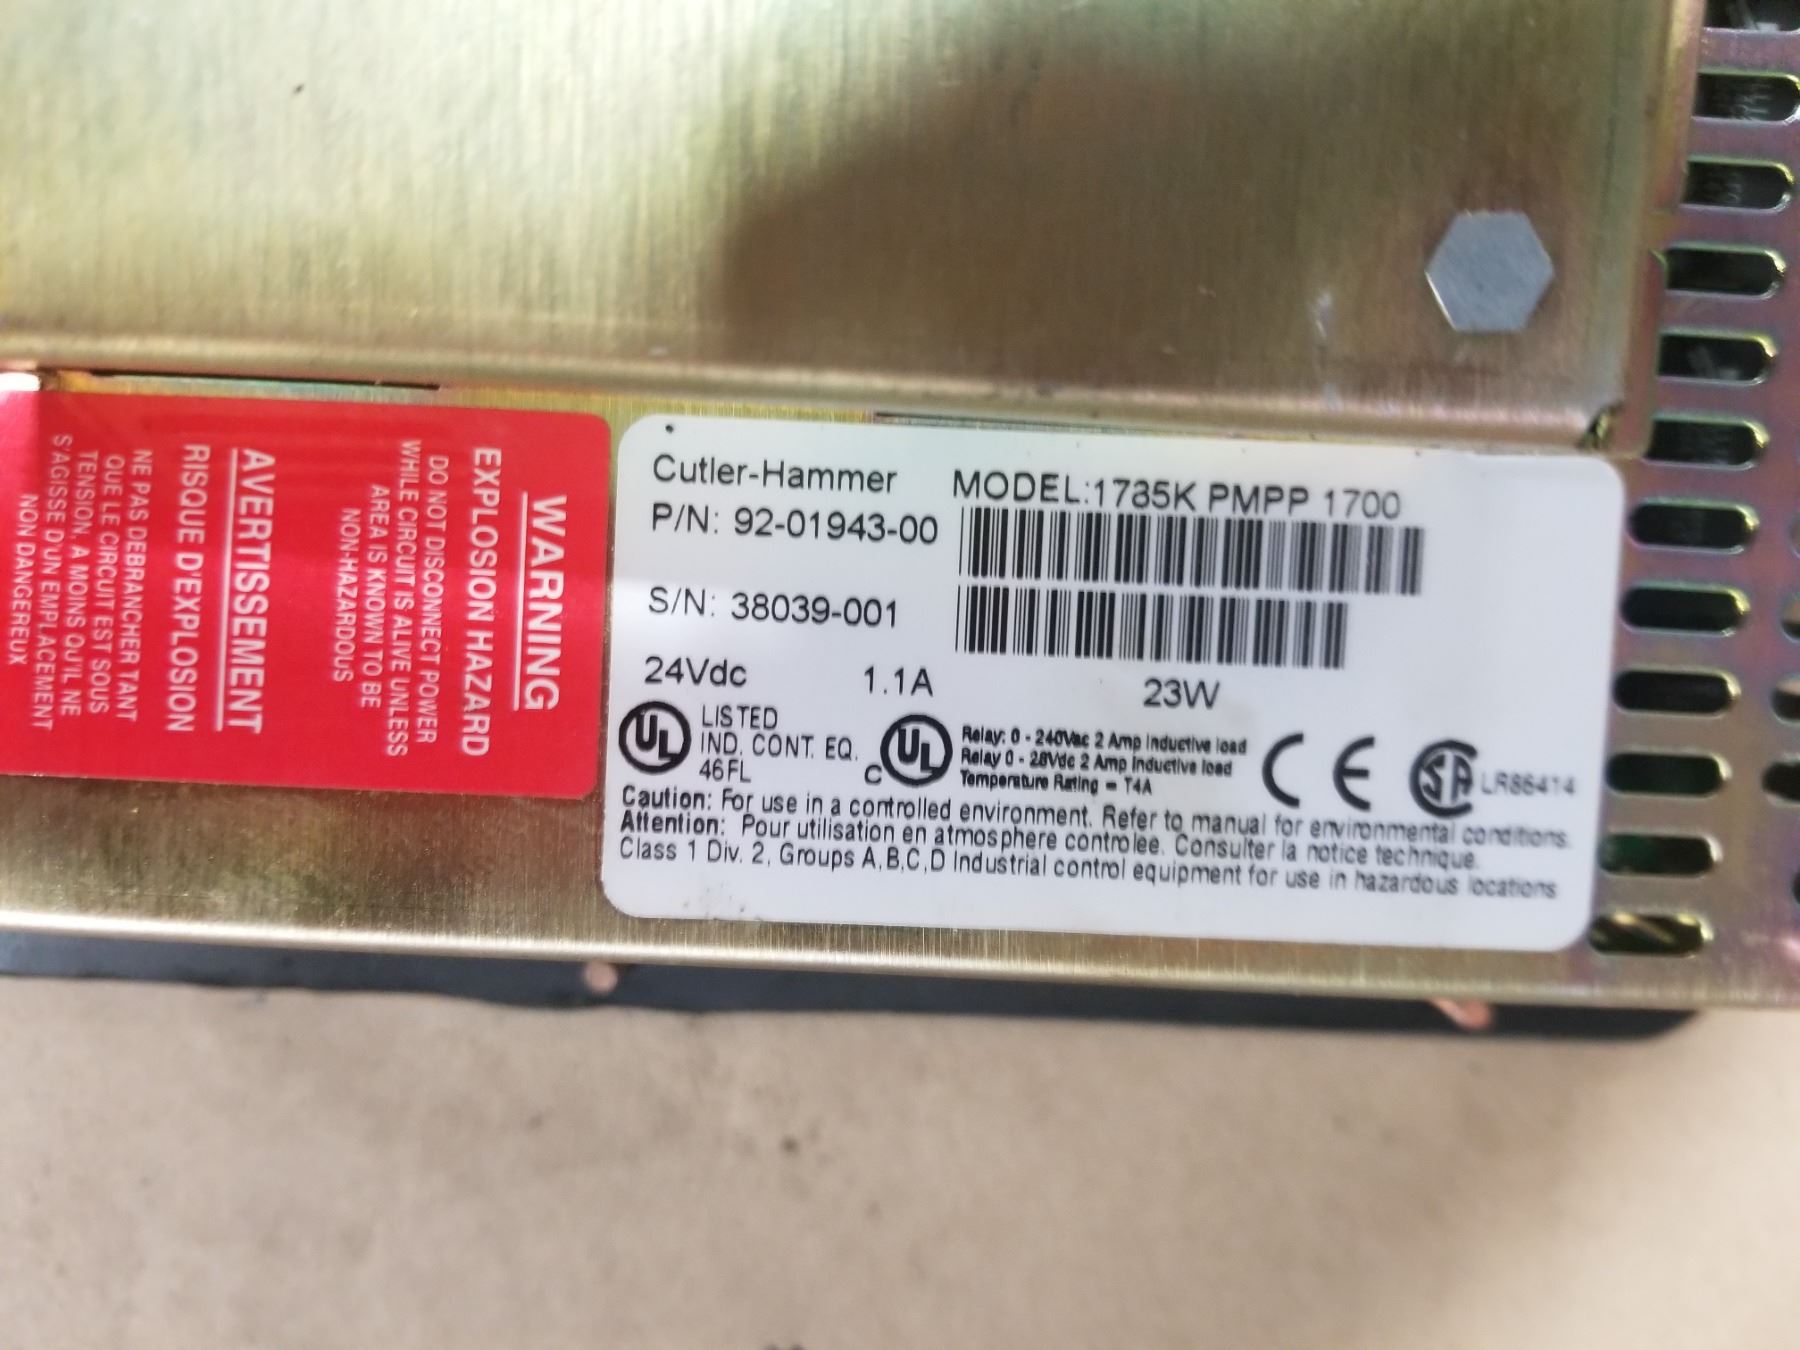 WARNING
EXPLOSION HAZARD
DO NOT DISCONNECT POWER
WHILE CIRCUIT IS ALIVE UNLESS
AREA IS KNOWN TO BE
NON-HAZARDOUS
AVERTISSEMENT
RISQUE D'EXPLOSION
NE PAS DEBRANCHER TANT
QUE LE CIRCUIT EST SOUS
TENSION, A MOINS QU'IL NE
S'AGISSE D'UN EMPLACEMENT
NON DANGEREUX
Cutler-Hammer MODEL:1785K PMPP 1700
P/N: 92-01943-00
S/N: 38039-001
24Vdc 1.1A 23W
UL LISTED
IND. CONT. EQ.
46FL
C UL Relay: 0 - 240Vac 2 Amp Inductive load
Relay 0 - 28Vdc 2 Amp Inductive load
Temperature Rating = T4A
CE SA LR86414
Caution: For use in a controlled environment. Refer to manual for environmental conditions.
Attention: Pour utilisation en atmosphere controlee. Consulter la notice technique.
Class 1 Div. 2, Groups A,B,C,D Industrial control equipment for use in hazardous locations